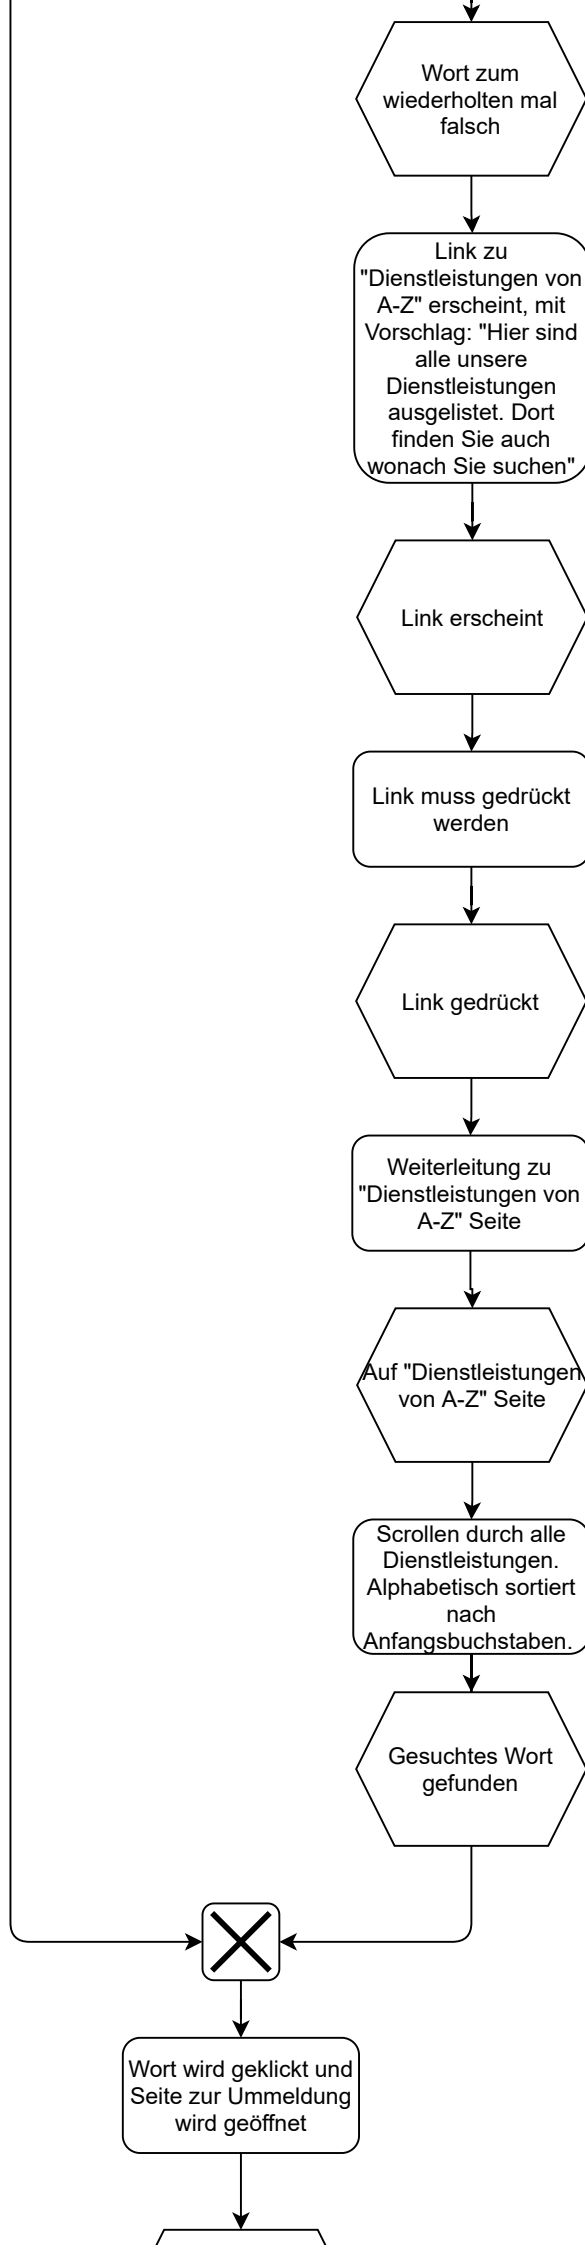 Wort zum
wiederholten mal
falsch
Link zu
"Dienstleistungen von
A-Z" erscheint, mit
Vorschlag: "Hier sind
alle unsere
Dienstleistungen
ausgelistet. Dort
finden Sie auch
wonach Sie suchen"
Link erscheint
Link muss gedrückt
werden
Link gedrückt
Weiterleitung zu
"Dienstleistungen von
A-Z" Seite
Auf "Dienstleistungen
von A-Z" Seite
Scrollen durch alle
Dienstleistungen.
Alphabetisch sortiert
nach
Anfangsbuchstaben.
Gesuchtes Wort
gefunden
Wort wird geklickt und
Seite zur Ummeldung
wird geöffnet